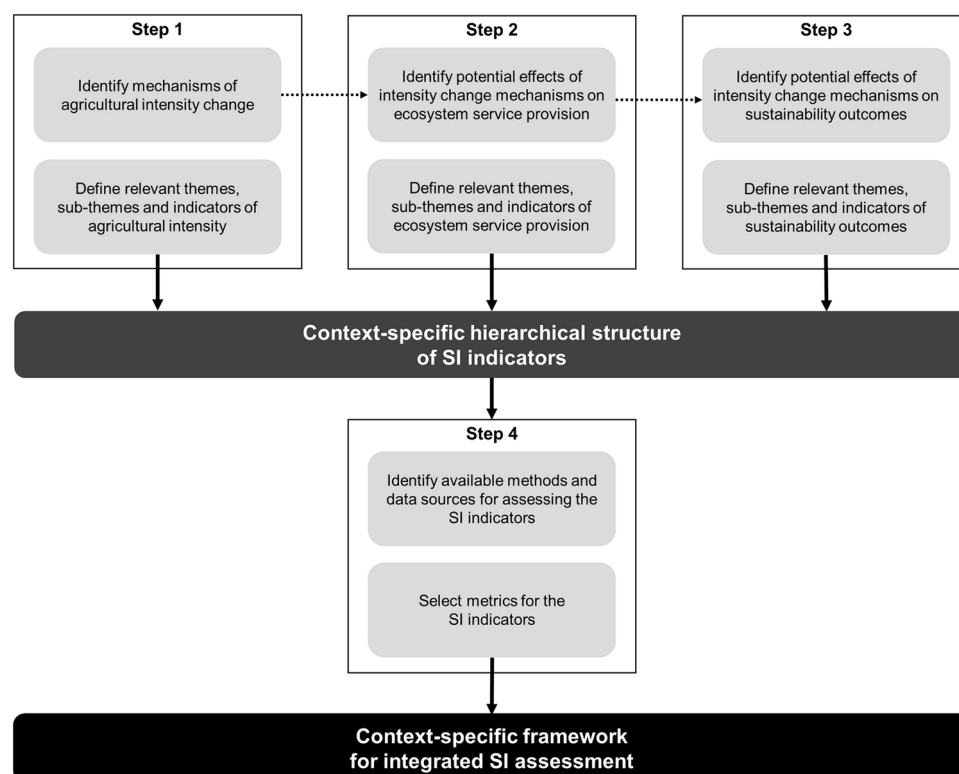 Step 1
Identify mechanisms of
agricultural intensity change
Define relevant themes,
sub-themes and indicators of
agricultural intensity
Step 2
Identify potential effects of
intensity change mechanisms on
ecosystem service provision
Define relevant themes,
sub-themes and indicators of
ecosystem service provision
Step 3
Identify potential effects of
intensity change mechanisms on
sustainability outcomes
Define relevant themes,
sub-themes and indicators of
sustainability outcomes
Context-specific hierarchical structure
of SI indicators
Step 4
Identify available methods and
data sources for assessing the
SI indicators
Select metrics for the
SI indicators
Context-specific framework
for integrated SI assessment